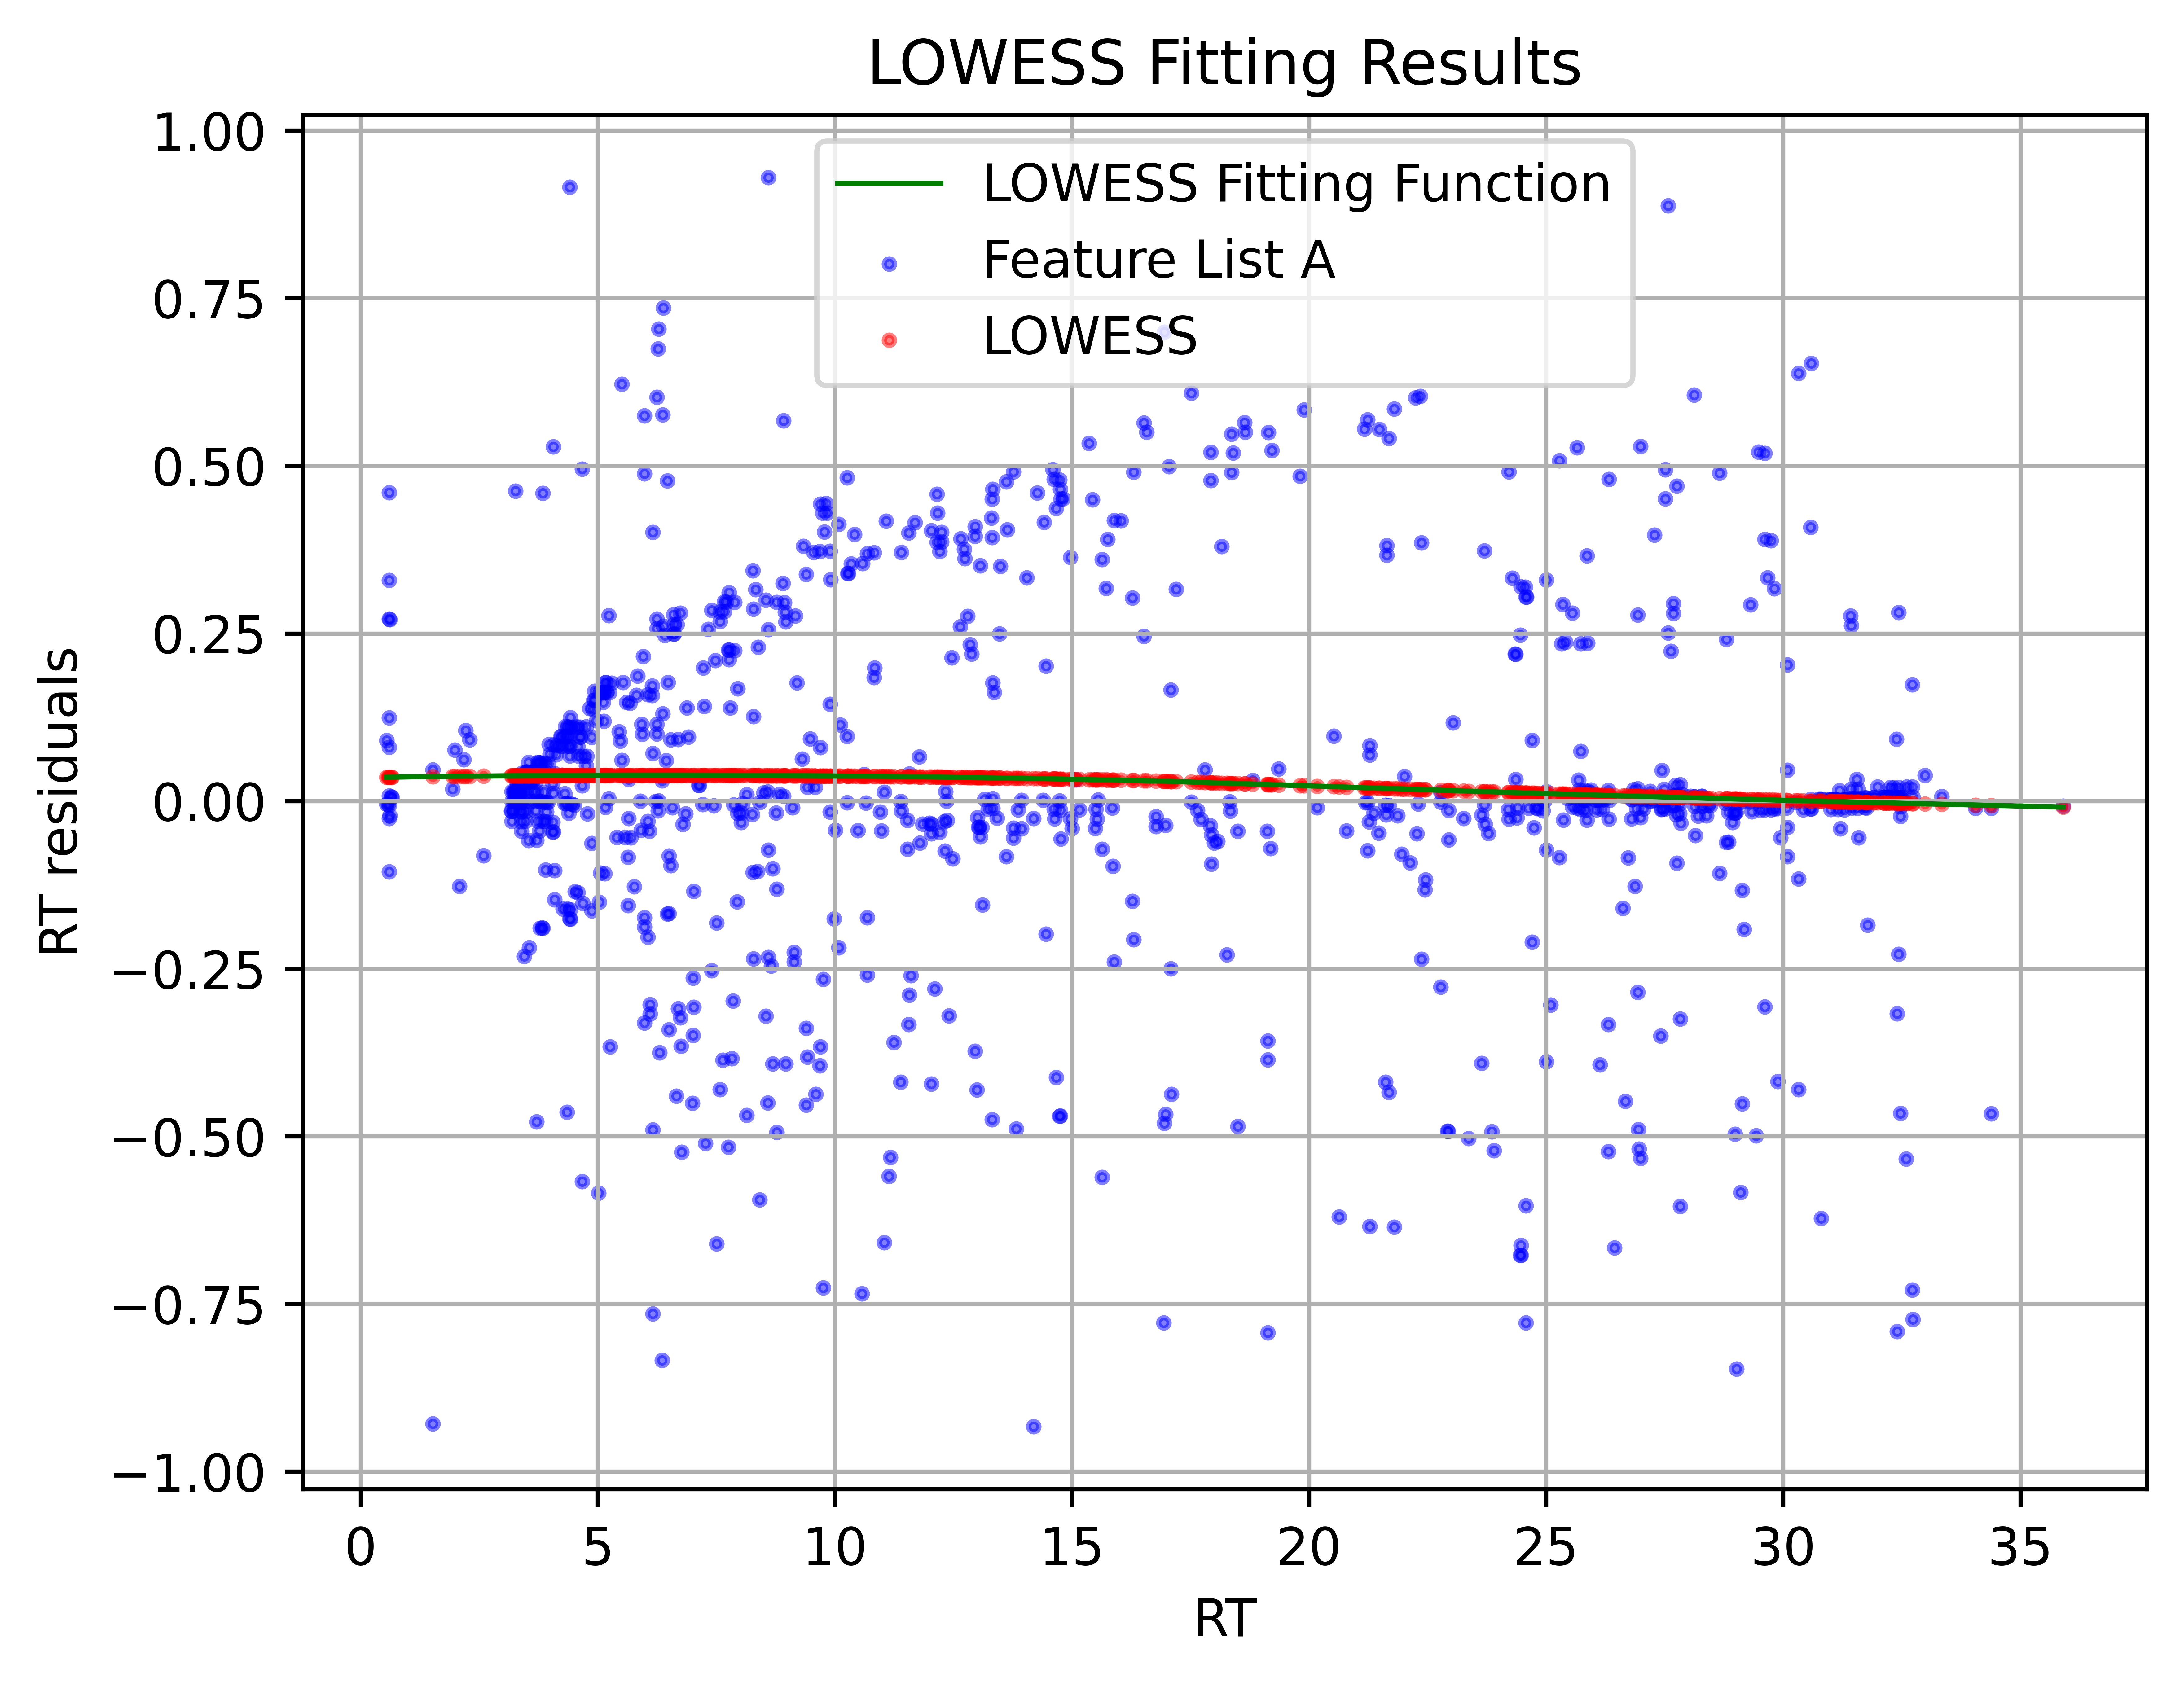 LOWESS Fitting Results
LOWESS Fitting Function
Feature List A
LOWESS
1.00
0.75
0.50
0.25
0.00
−0.25
−0.50
−0.75
−1.00
RT residuals
0 5 10 15 20 25 30 35
RT